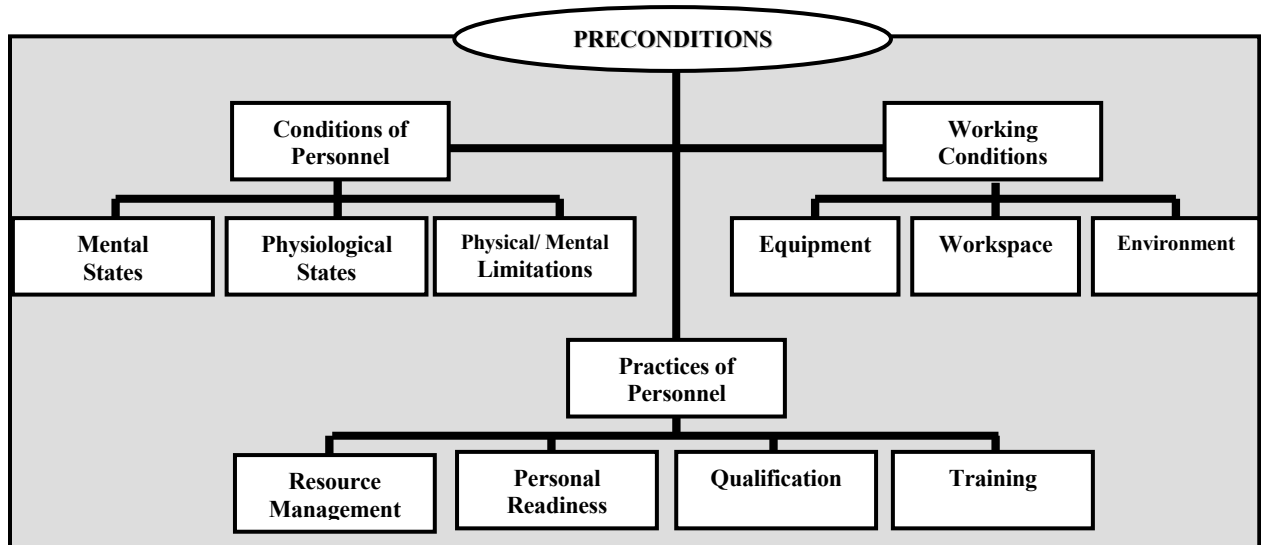 PRECONDITIONS
Conditions of
Personnel
Working
Conditions
Mental
States
Physiological
States
Physical/ Mental
Limitations
Equipment
Workspace
Environment
Practices of
Personnel
Resource
Management
Personal
Readiness
Qualification
Training